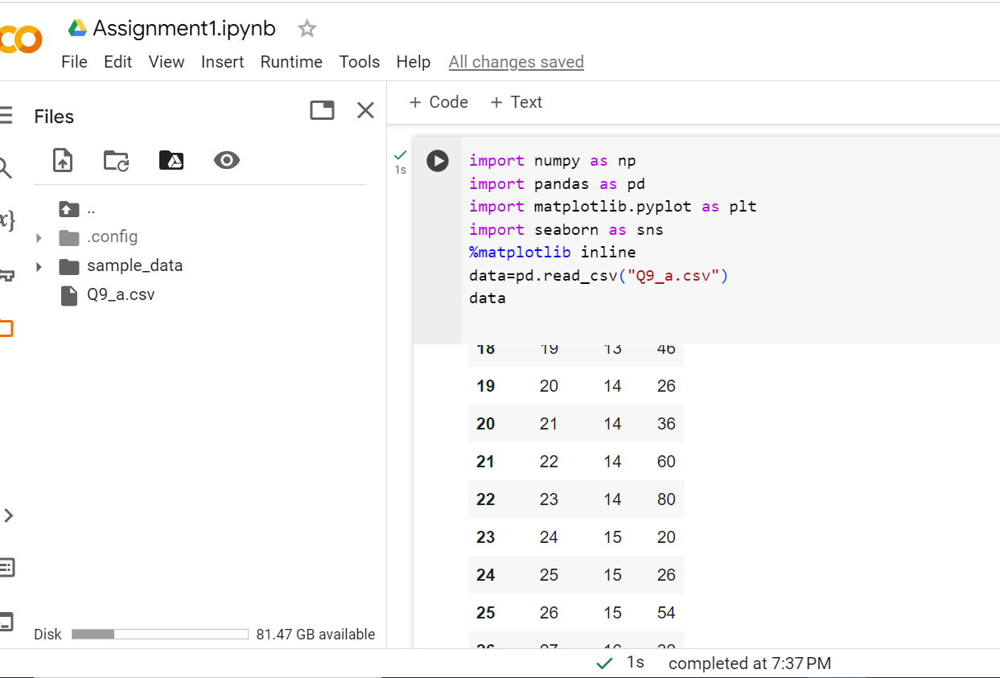 Assignment1.ipynb
File Edit View Insert Runtime Tools Help All changes saved
Files
+ Code + Text
..
.config
sample_data
Q9_a.csv
Disk 81.47 GB available
1s
import numpy as np
import pandas as pd
import matplotlib.pyplot as plt
import seaborn as sns
%matplotlib inline
data=pd.read_csv("Q9_a.csv")
data
18 19 13 46
19 20 14 26
20 21 14 36
21 22 14 60
22 23 14 80
23 24 15 20
24 25 15 26
25 26 15 54
1s completed at 7:37 PM